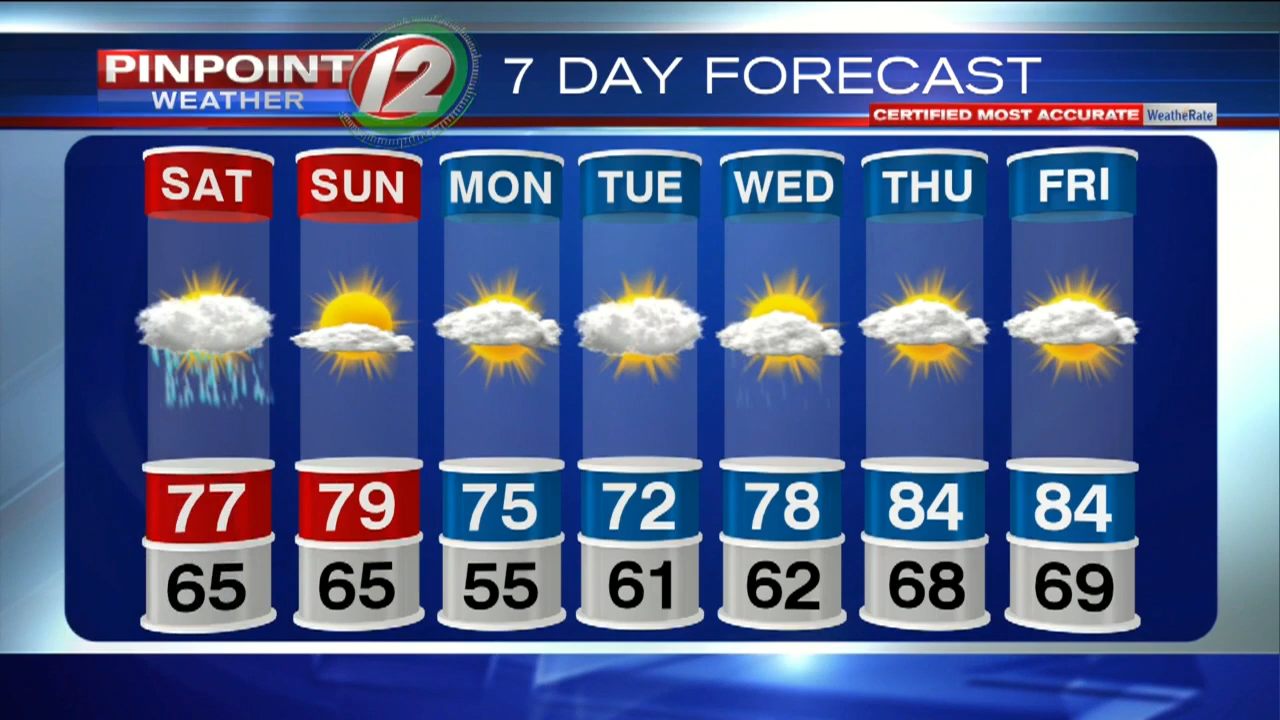 PINPOINT 12
WEATHER
7 DAY FORECAST
CERTIFIED MOST ACCURATE WeatheRate
SAT SUN MON TUE WED THU FRI
77 79 75 72 78 84 84
65 65 55 61 62 68 69